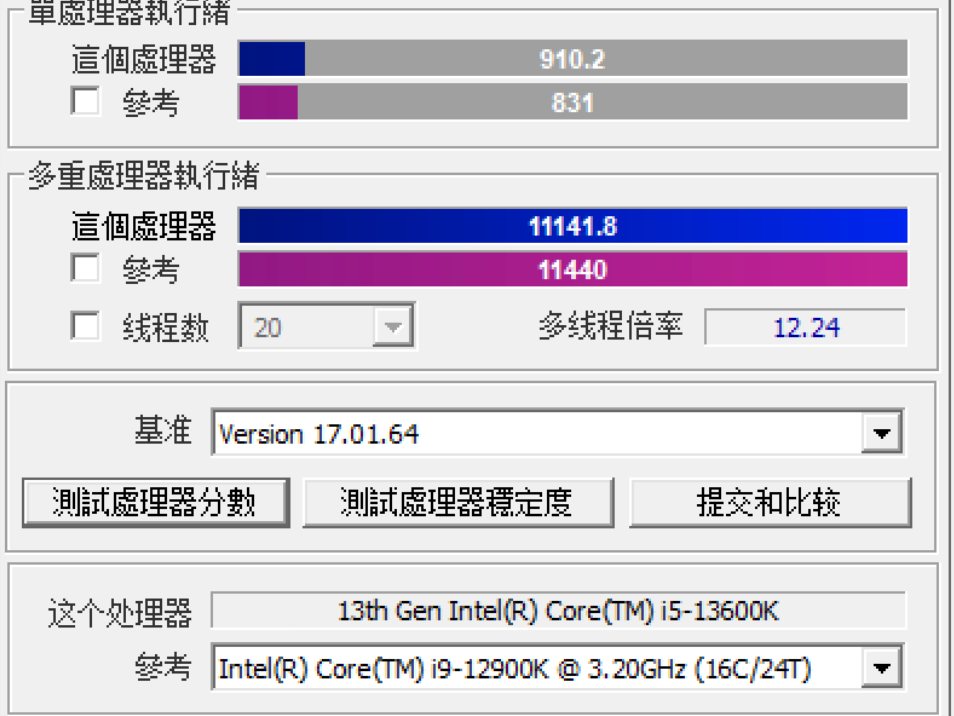 單處理器執行緒
這個處理器 910.2
參考 831
多重處理器執行緒
這個處理器 11141.8
參考 11440
线程数 20 多线程倍率 12.24
基准 Version 17.01.64
測試處理器分數 測試處理器穩定度 提交和比较
这个处理器 13th Gen Intel(R) Core(TM) i5-13600K
參考 Intel(R) Core(TM) i9-12900K @ 3.20GHz (16C/24T)